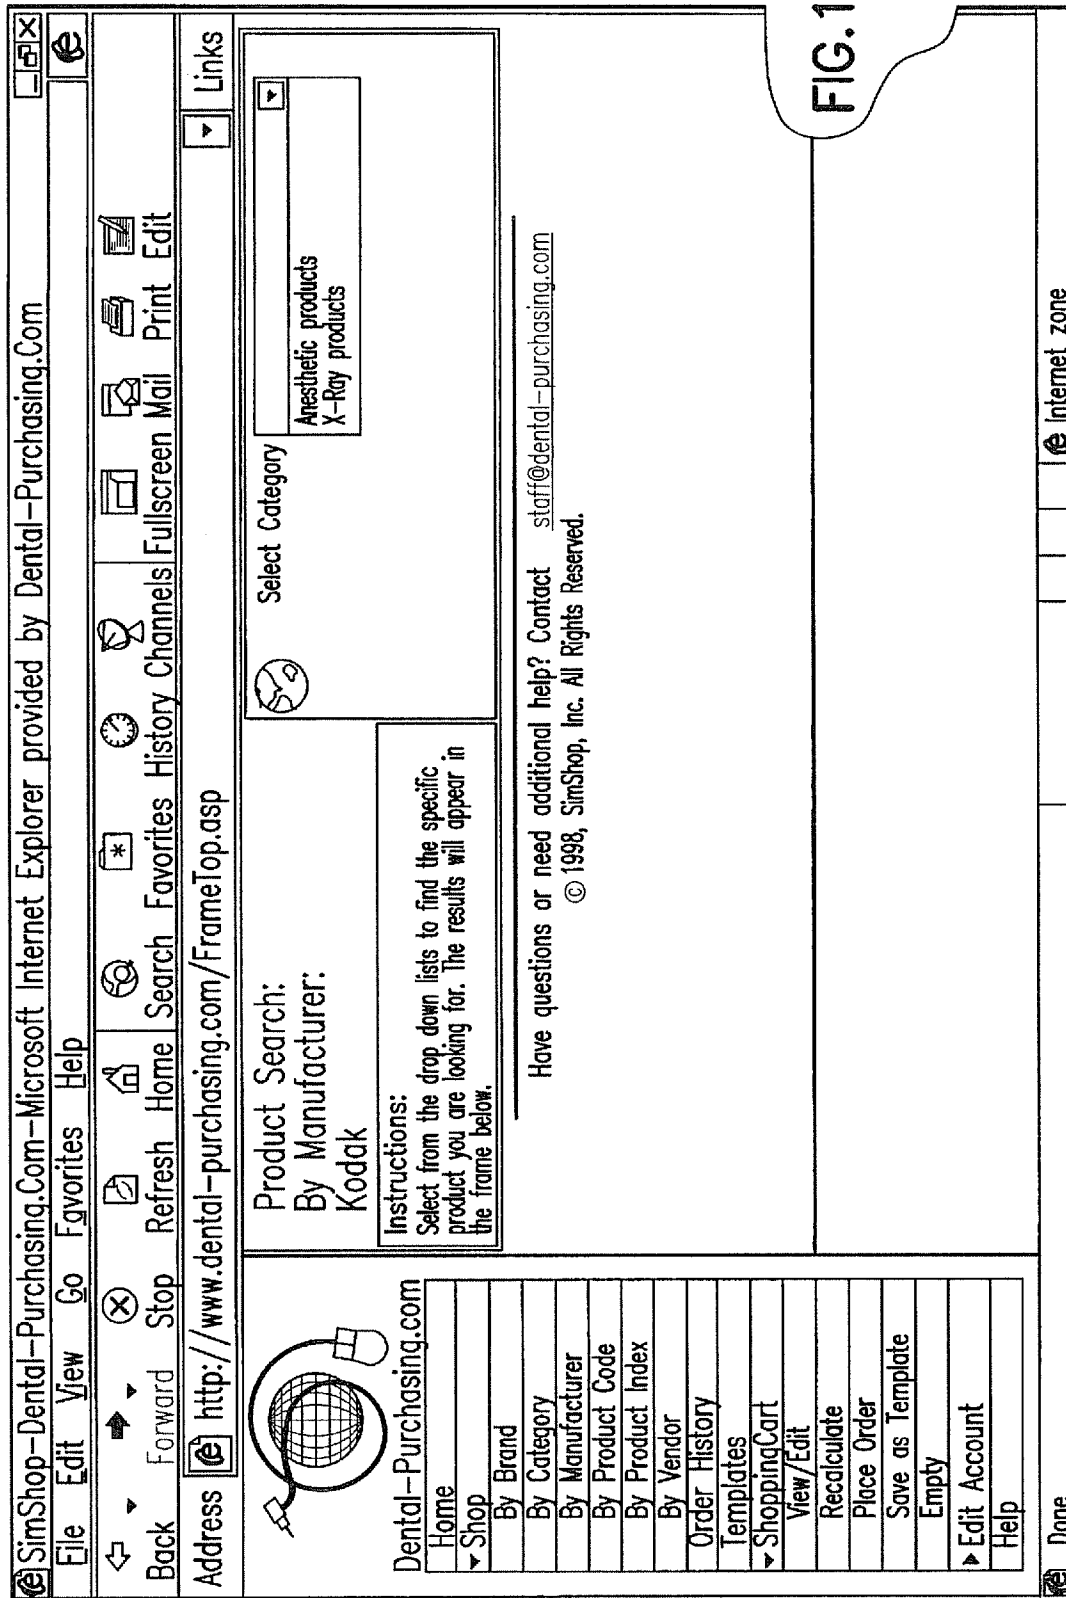 SimShop-Dental-Purchasing.Com-Microsoft Internet Explorer provided by Dental-Purchasing.Com
File Edit View Go Favorites Help
Back Forward Stop Refresh Home Search Favorites History Channels Fullscreen Mail Print Edit
Address http://www.dental-purchasing.com/FrameTop.asp Links
Dental-Purchasing.com
Home
Shop
By Brand
By Category
By Manufacturer
By Product Code
By Product Index
By Vendor
Order History
Templates
ShoppingCart
View/Edit
Recalculate
Place Order
Save as Template
Empty
Edit Account
Help
Product Search:
By Manufacturer:
Kodak
Instructions:
Select from the drop down lists to find the specific
product you are looking for. The results will appear in
the frame below.
Select Category
Anesthetic products
X-Ray products
Have questions or need additional help? Contact staff@dental-purchasing.com
© 1998, SimShop, Inc. All Rights Reserved.
FIG.1
Done Internet zone